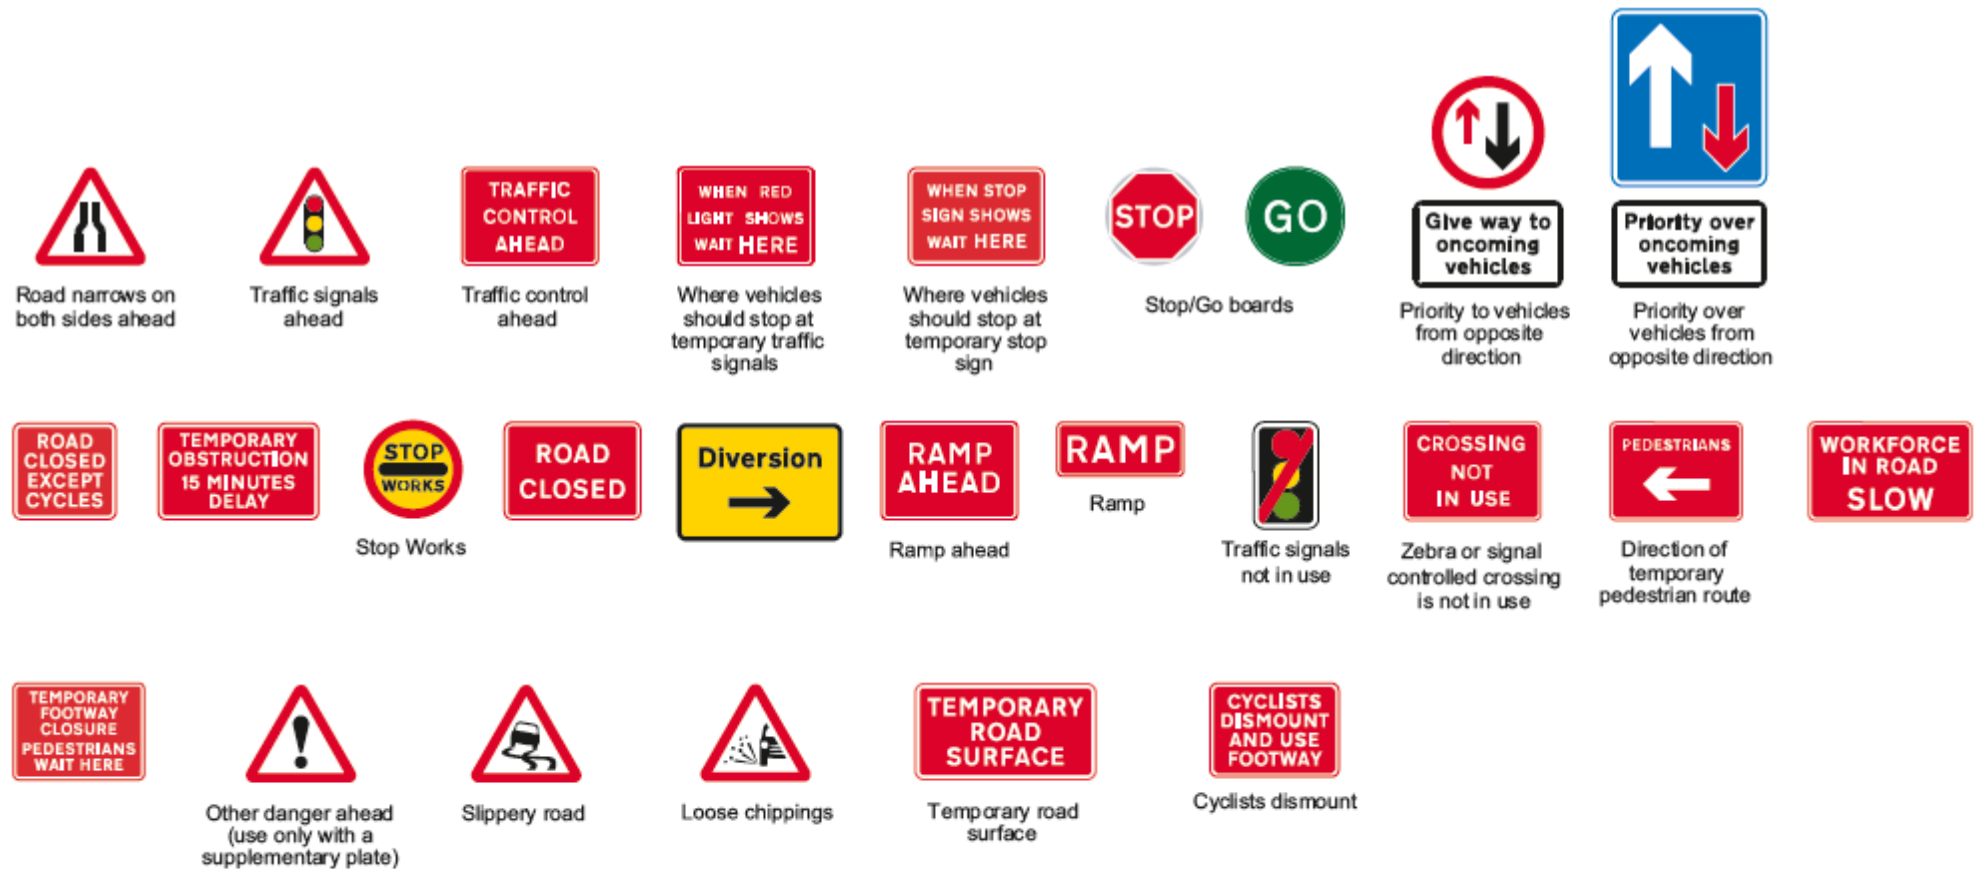 TRAFFIC
CONTROL
AHEAD
WHEN RED
LIGHT SHOWS
WAIT HERE
WHEN STOP
SIGN SHOWS
WAIT HERE
STOP
GO
Give way to
oncoming
vehicles
Priority over
oncoming
vehicles
Road narrows on
both sides ahead
Traffic signals
ahead
Traffic control
ahead
Where vehicles
should stop at
temporary traffic
signals
Where vehicles
should stop at
temporary stop
sign
Stop/Go boards
Priority to vehicles
from opposite
direction
Priority over
vehicles from
opposite direction
ROAD
CLOSED
EXCEPT
CYCLES
TEMPORARY
OBSTRUCTION
15 MINUTES
DELAY
STOP
WORKS
Stop Works
ROAD
CLOSED
Diversion
RAMP
AHEAD
Ramp ahead
RAMP
Ramp
Traffic signals
not in use
CROSSING
NOT
IN USE
Zebra or signal
controlled crossing
is not in use
PEDESTRIANS
Direction of
temporary
pedestrian route
WORKFORCE
IN ROAD
SLOW
TEMPORARY
FOOTWAY
CLOSURE
PEDESTRIANS
WAIT HERE
Other danger ahead
(use only with a
supplementary plate)
Slippery road
Loose chippings
TEMPORARY
ROAD
SURFACE
Temporary road
surface
CYCLISTS
DISMOUNT
AND USE
FOOTWAY
Cyclists dismount